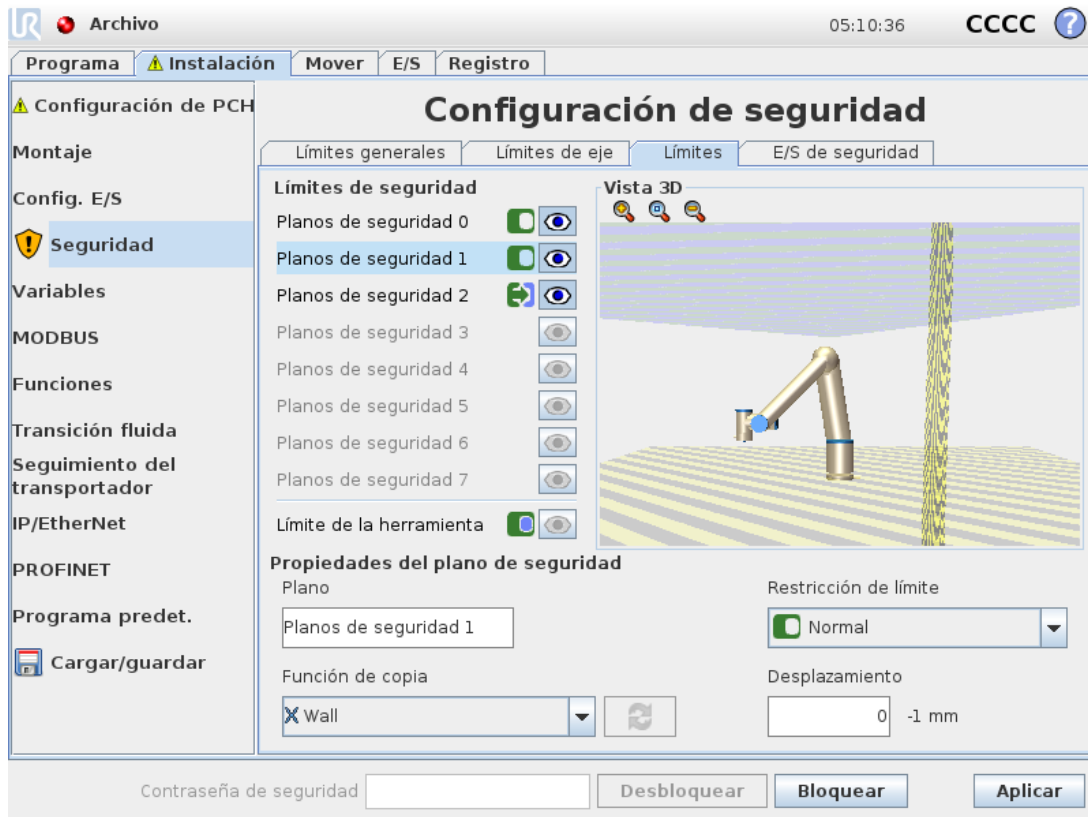 UR Archivo 05:10:36 CCCC ?
Programa Instalación Mover E/S Registro
Configuración de PCH
Montaje
Config. E/S
Seguridad
Variables
MODBUS
Funciones
Transición fluida
Seguimiento del
transportador
IP/EtherNet
PROFINET
Programa predet.
Cargar/guardar
Configuración de seguridad
Límites generales Límites de eje Límites E/S de seguridad
Límites de seguridad
Planos de seguridad 0
Planos de seguridad 1
Planos de seguridad 2
Planos de seguridad 3
Planos de seguridad 4
Planos de seguridad 5
Planos de seguridad 6
Planos de seguridad 7
Límite de la herramienta
Vista 3D
Propiedades del plano de seguridad
Plano
Planos de seguridad 1
Restricción de límite
Normal
Función de copia
Wall
Desplazamiento
0 -1 mm
Contraseña de seguridad Desbloquear Bloquear Aplicar